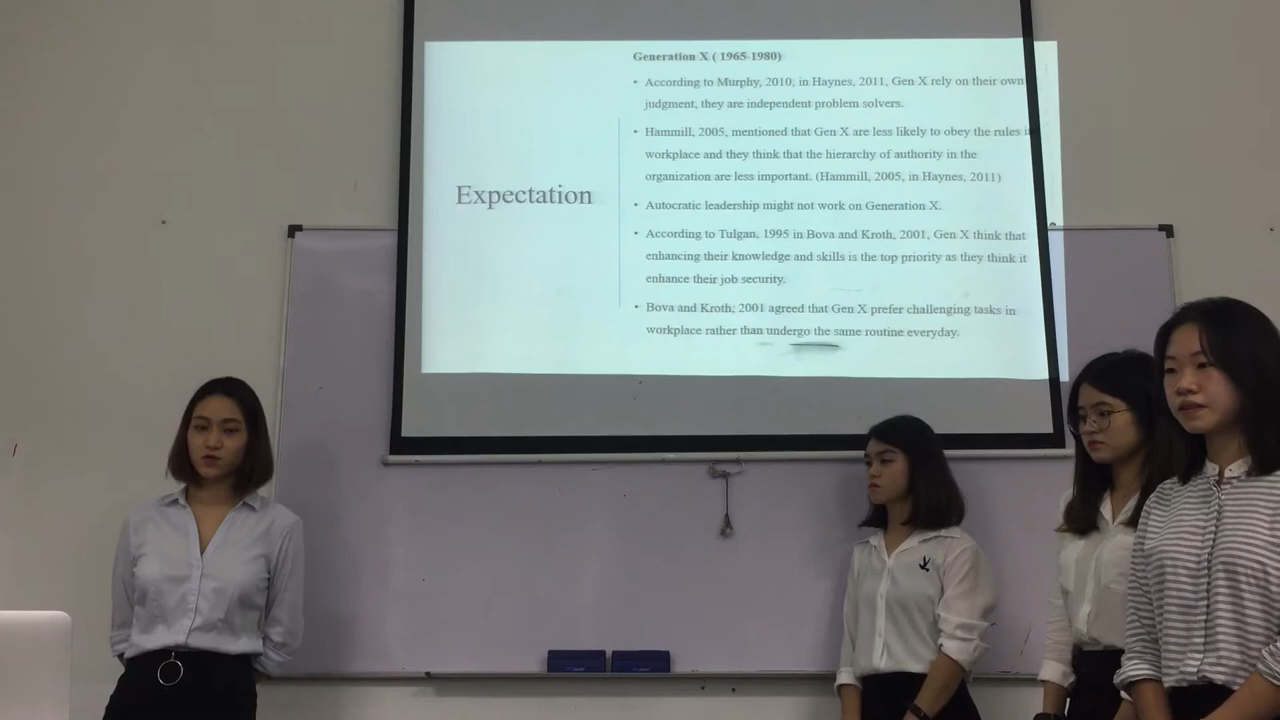 Expectation
Generation X ( 1965-1980)
• According to Murphy, 2010, in Haynes, 2011, Gen X rely on their own
judgment, they are independent problem solvers.
• Hammill, 2005, mentioned that Gen X are less likely to obey the rules in
workplace and they think that the hierarchy of authority in the
organization are less important. (Hammill, 2005, in Haynes, 2011)
• Autocratic leadership might not work on Generation X.
• According to Tulgan, 1995 in Bova and Kroth, 2001, Gen X think that
enhancing their knowledge and skills is the top priority as they think it
enhance their job security.
• Bova and Kroth, 2001 agreed that Gen X prefer challenging tasks in
workplace rather than undergo the same routine everyday.